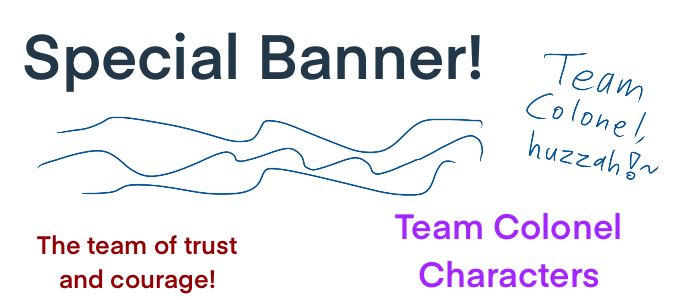 Special Banner!
Team
Colonel,
huzzah!~
The team of trust
and courage!
Team Colonel
Characters